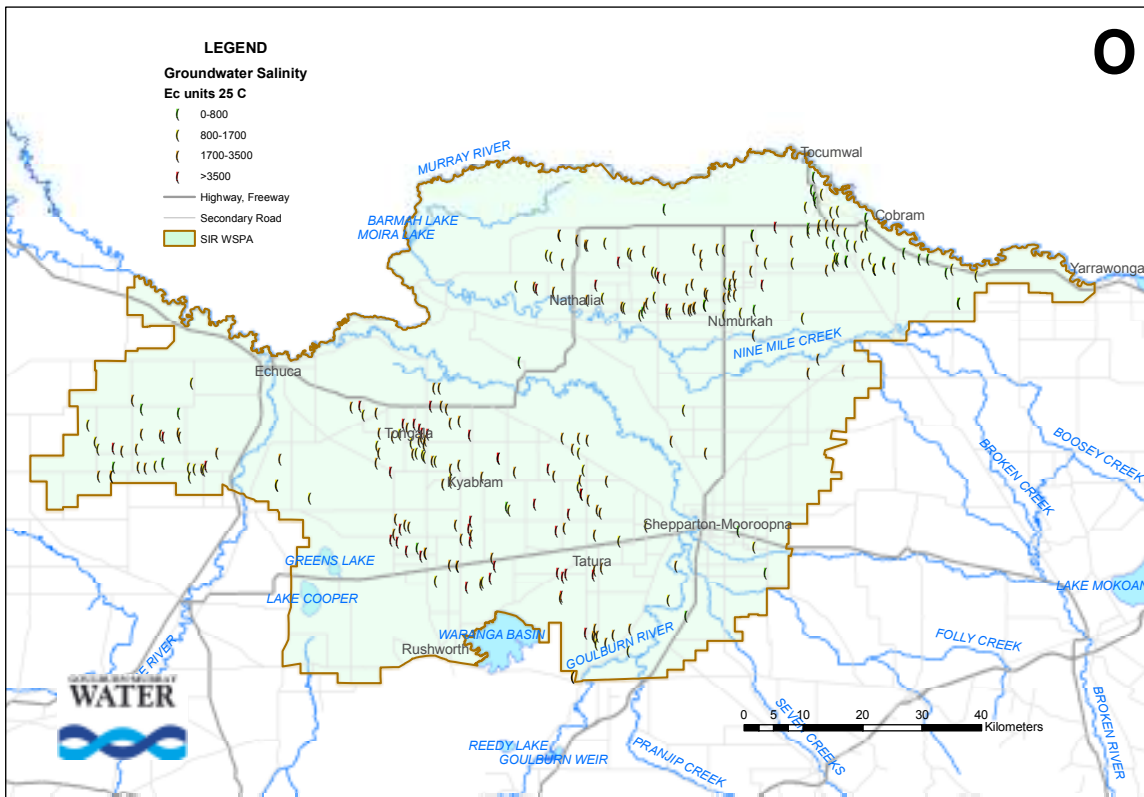 LEGEND
Groundwater Salinity
Ec units 25 C
0-800
800-1700
1700-3500
>3500
Highway, Freeway
Secondary Road
SIR WSPA
O
MURRAY RIVER
Tocumwal
BARMAH LAKE
MOIRA LAKE
Cobram
Yarrawonga
Nathalia
Numurkah
NINE MILE CREEK
Echuca
Tongala
BOOSEY CREEK
BROKEN CREEK
Kyabram
Shepparton-Mooroopna
GREENS LAKE
Tatura
LAKE MOKOAN
LAKE COOPER
WARANGA BASIN
Rushworth
GOULBURN RIVER
FOLLY CREEK
E RIVER
GOULBURN-MURRAY
WATER
BROKEN RIVER
SEVEN CREEKS
0 5 10 20 30 40
Kilometers
REEDY LAKE
GOULBURN WEIR
PRANJIP CREEK